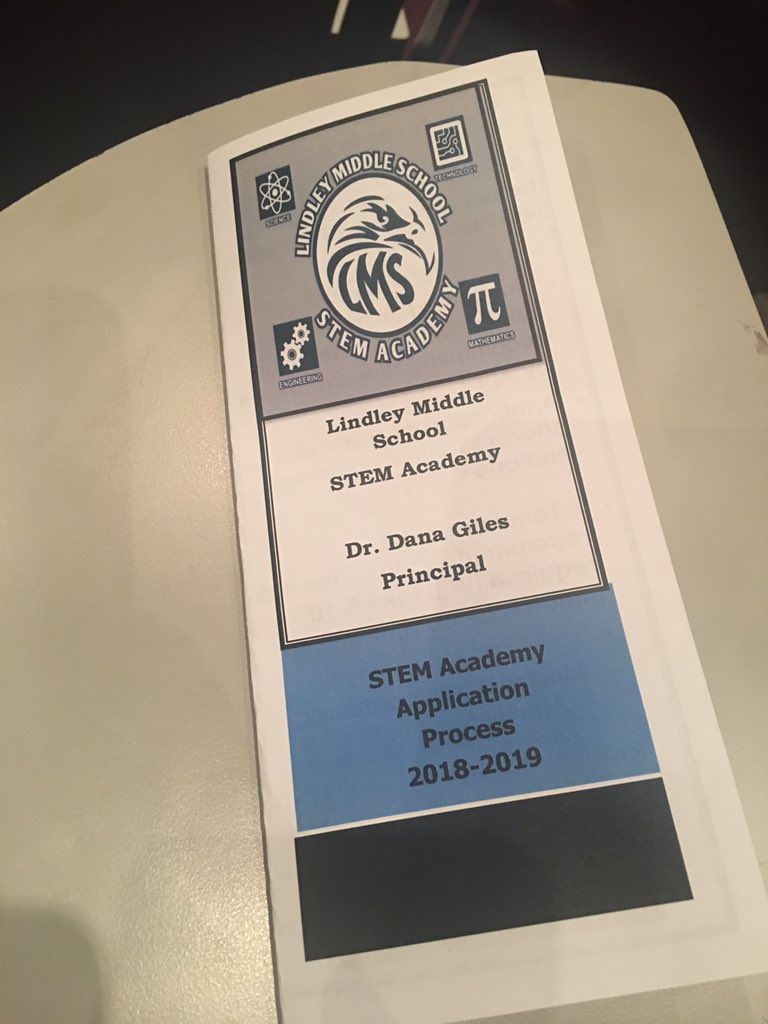 LINDLEY MIDDLE SCHOOL
SCIENCE
TECHNOLOGY
LMS
ENGINEERING
π
MATHEMATICS
STEM ACADEMY
Lindley Middle
School
STEM Academy
Dr. Dana Giles
Principal
STEM Academy
Application
Process
2018-2019